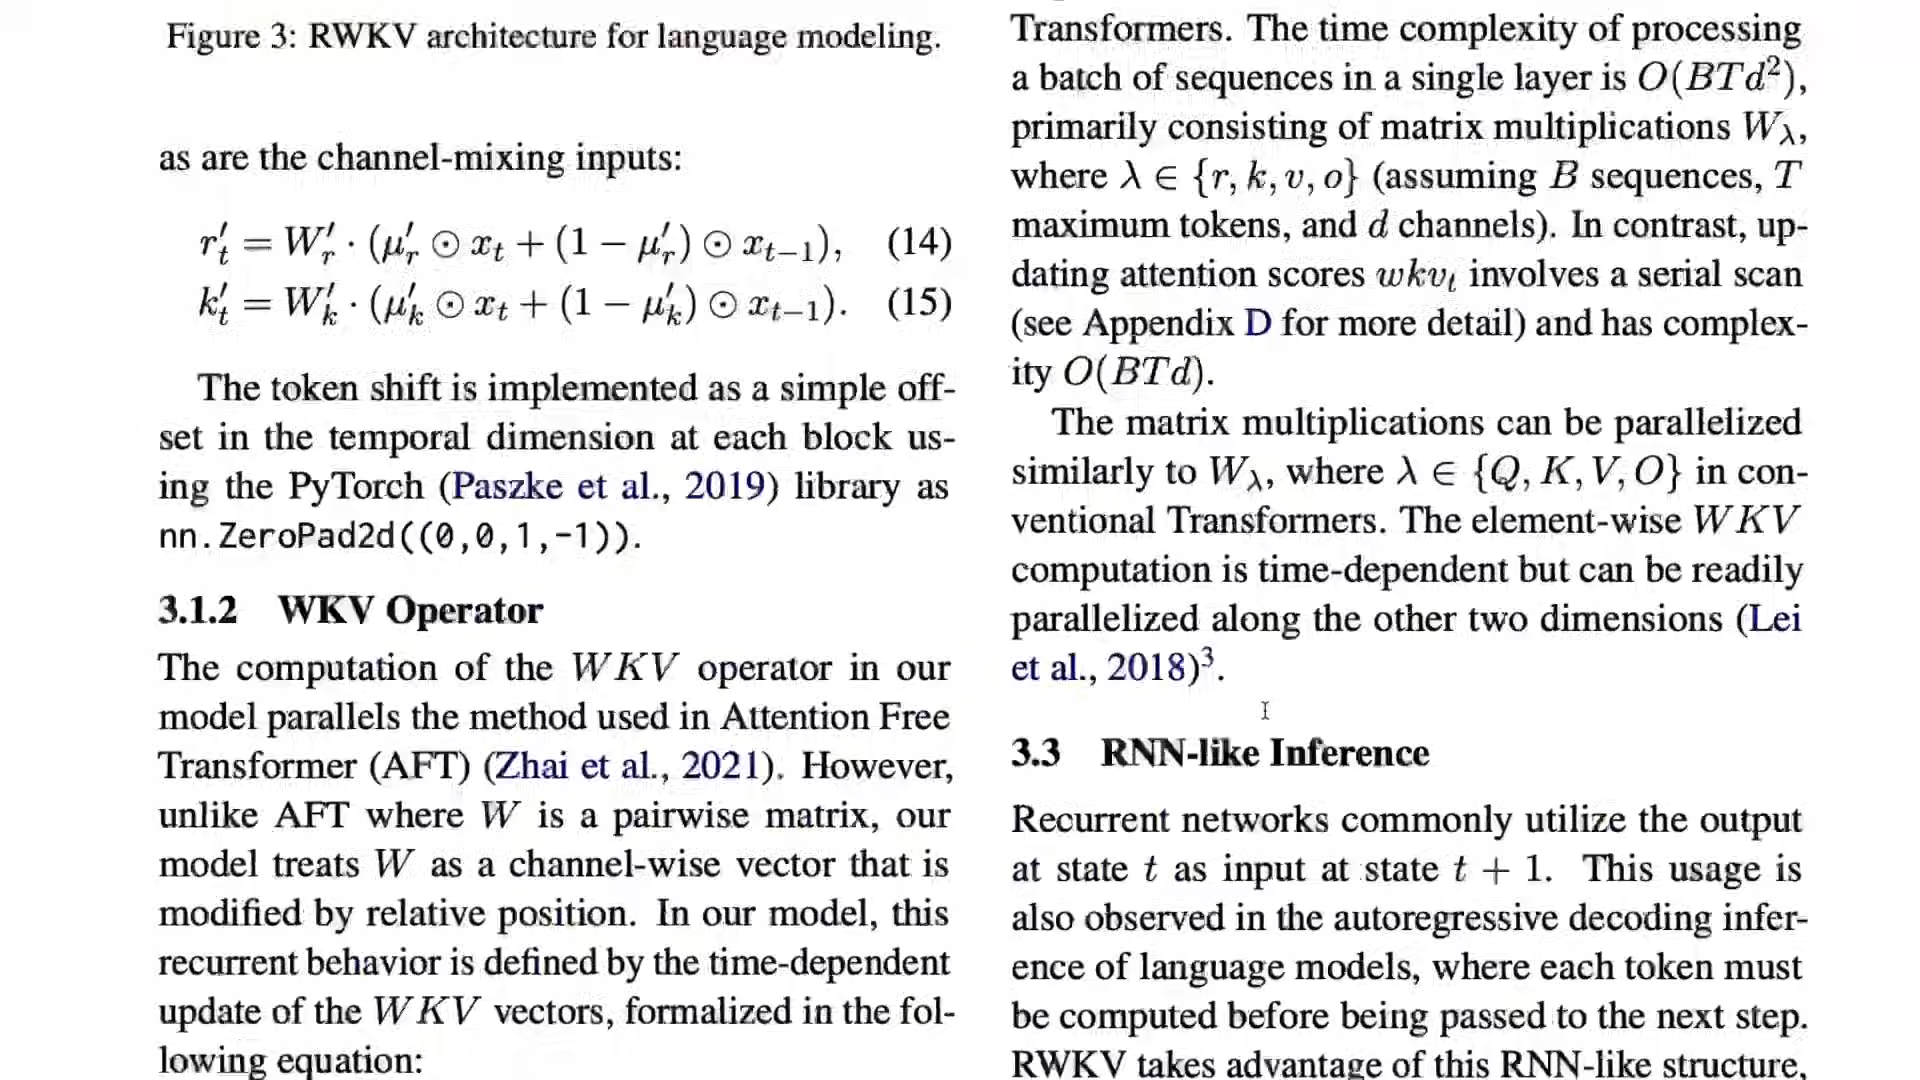 Figure 3: RWKV architecture for language modeling.
as are the channel-mixing inputs:
r′ₜ = W′ᵣ · (μ′ᵣ ⊙ xₜ + (1 − μ′ᵣ) ⊙ xₜ₋₁), (14)
k′ₜ = W′ₖ · (μ′ₖ ⊙ xₜ + (1 − μ′ₖ) ⊙ xₜ₋₁). (15)
The token shift is implemented as a simple off-
set in the temporal dimension at each block us-
ing the PyTorch (Paszke et al., 2019) library as
nn.ZeroPad2d((0,0,1,-1)).
3.1.2 WKV Operator
The computation of the WKV operator in our
model parallels the method used in Attention Free
Transformer (AFT) (Zhai et al., 2021). However,
unlike AFT where W is a pairwise matrix, our
model treats W as a channel-wise vector that is
modified by relative position. In our model, this
recurrent behavior is defined by the time-dependent
update of the WKV vectors, formalized in the fol-
lowing equation:
Transformers. The time complexity of processing
a batch of sequences in a single layer is O(BTd²),
primarily consisting of matrix multiplications W_λ,
where λ ∈ {r, k, v, o} (assuming B sequences, T
maximum tokens, and d channels). In contrast, up-
dating attention scores wkvₜ involves a serial scan
(see Appendix D for more detail) and has complex-
ity O(BTd).
The matrix multiplications can be parallelized
similarly to W_λ, where λ ∈ {Q, K, V, O} in con-
ventional Transformers. The element-wise WKV
computation is time-dependent but can be readily
parallelized along the other two dimensions (Lei
et al., 2018)³.
3.3 RNN-like Inference
Recurrent networks commonly utilize the output
at state t as input at state t + 1. This usage is
also observed in the autoregressive decoding infer-
ence of language models, where each token must
be computed before being passed to the next step.
RWKV takes advantage of this RNN-like structure,